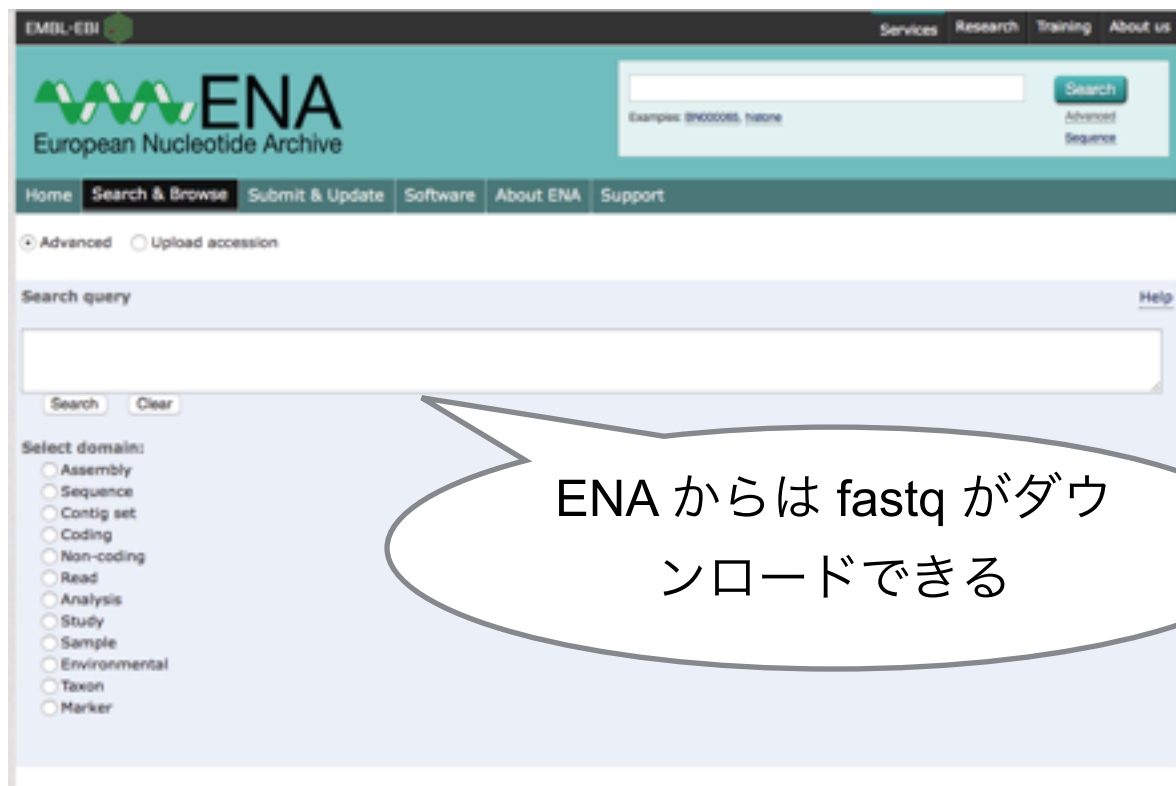 EMBL-EBI
Services Research Training About us
ENA
European Nucleotide Archive
Search
Examples: BN000065, histone
Advanced
Sequence
Home Search & Browse Submit & Update Software About ENA Support
Advanced Upload accession
Search query Help
Search Clear
Select domain:
Assembly
Sequence
Contig set
Coding
Non-coding
Read
Analysis
Study
Sample
Environmental
Taxon
Marker
ENA からは fastq がダウ
ンロードできる